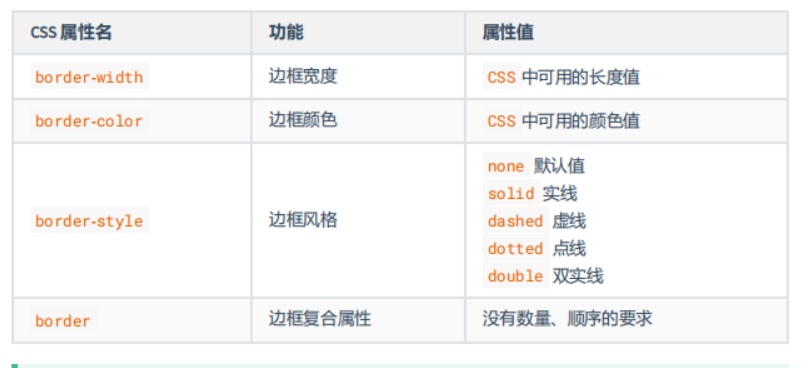 CSS 属性名 功能 属性值
border-width 边框宽度 CSS 中可用的长度值
border-color 边框颜色 CSS 中可用的颜色值
none 默认值
solid 实线
border-style 边框风格 dashed 虚线
dotted 点线
double 双实线
border 边框复合属性 没有数量、顺序的要求